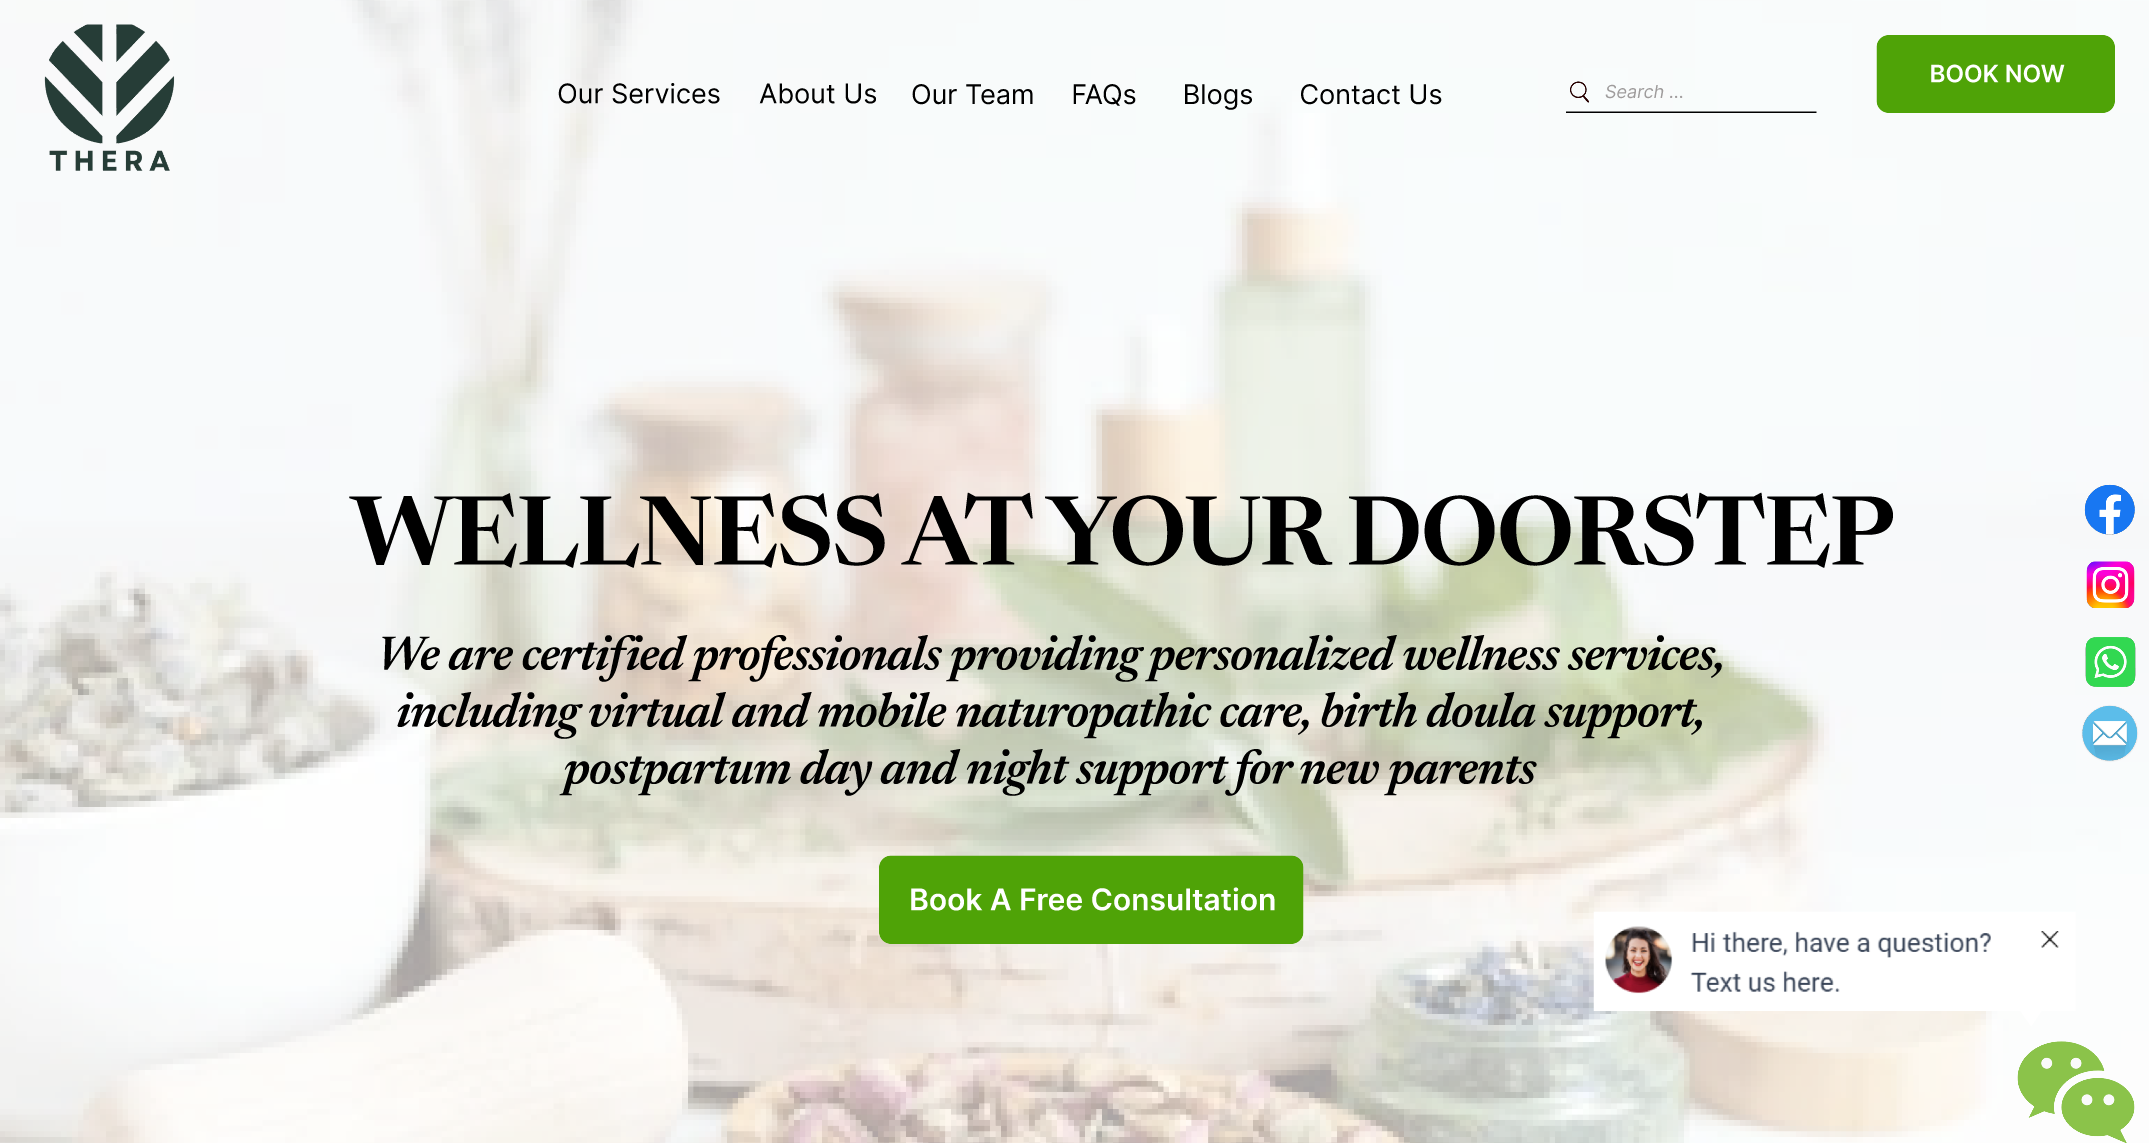 THERA
Our Services
About Us
Our Team
FAQs
Blogs
Contact Us
Search ...
BOOK NOW
WELLNESS AT YOUR DOORSTEP
We are certified professionals providing personalized wellness services,
including virtual and mobile naturopathic care, birth doula support,
postpartum day and night support for new parents
Book A Free Consultation
Hi there, have a question?
Text us here.